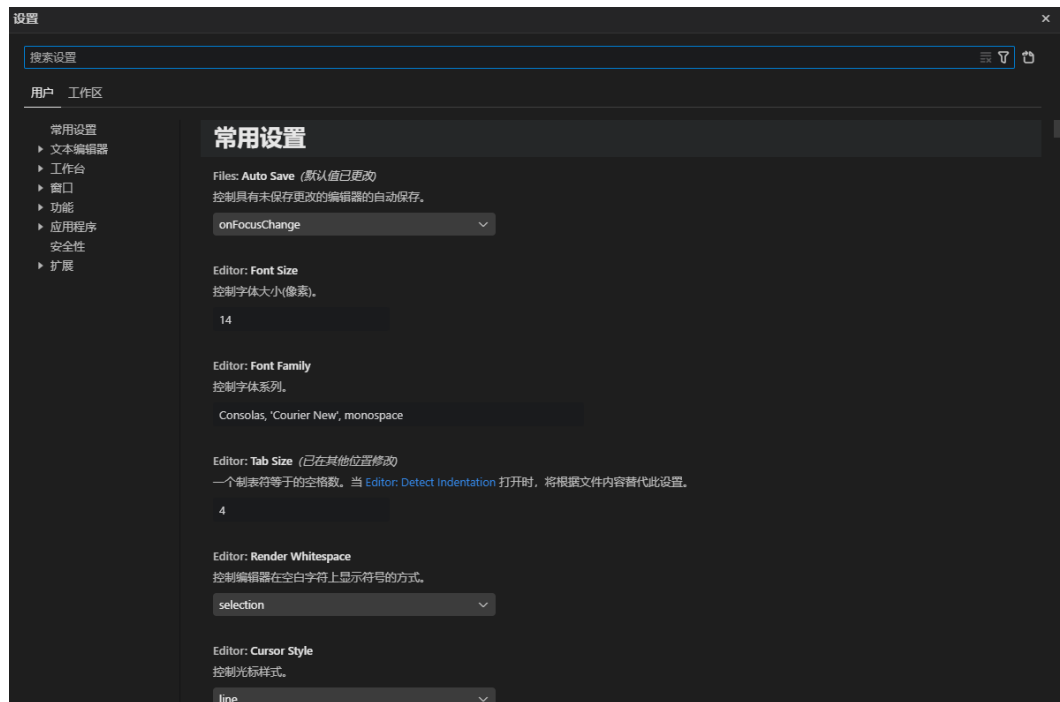 设置
搜索设置
用户 工作区
常用设置
文本编辑器
工作台
窗口
功能
应用程序
安全性
扩展
常用设置
Files: Auto Save (默认值已更改)
控制具有未保存更改的编辑器的自动保存。
onFocusChange
Editor: Font Size
控制字体大小(像素)。
14
Editor: Font Family
控制字体系列。
Consolas, 'Courier New', monospace
Editor: Tab Size (已在其他位置修改)
一个制表符等于的空格数。当 Editor: Detect Indentation 打开时，将根据文件内容替代此设置。
4
Editor: Render Whitespace
控制编辑器在空白字符上显示符号的方式。
selection
Editor: Cursor Style
控制光标样式。
line